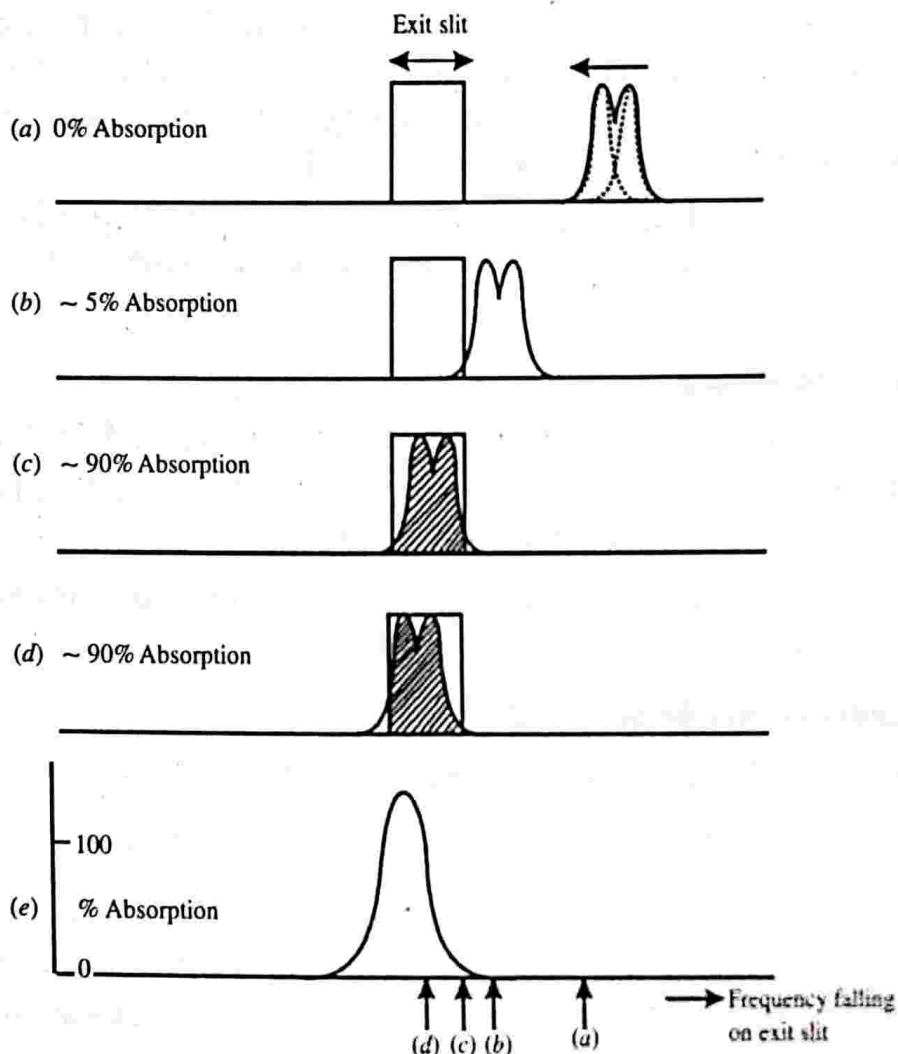 Exit slit
(a) 0% Absorption
(b) ~ 5% Absorption
(c) ~ 90% Absorption
(d) ~ 90% Absorption
100
(e) % Absorption
0
(d) (c) (b) (a)
Frequency falling
on exit slit